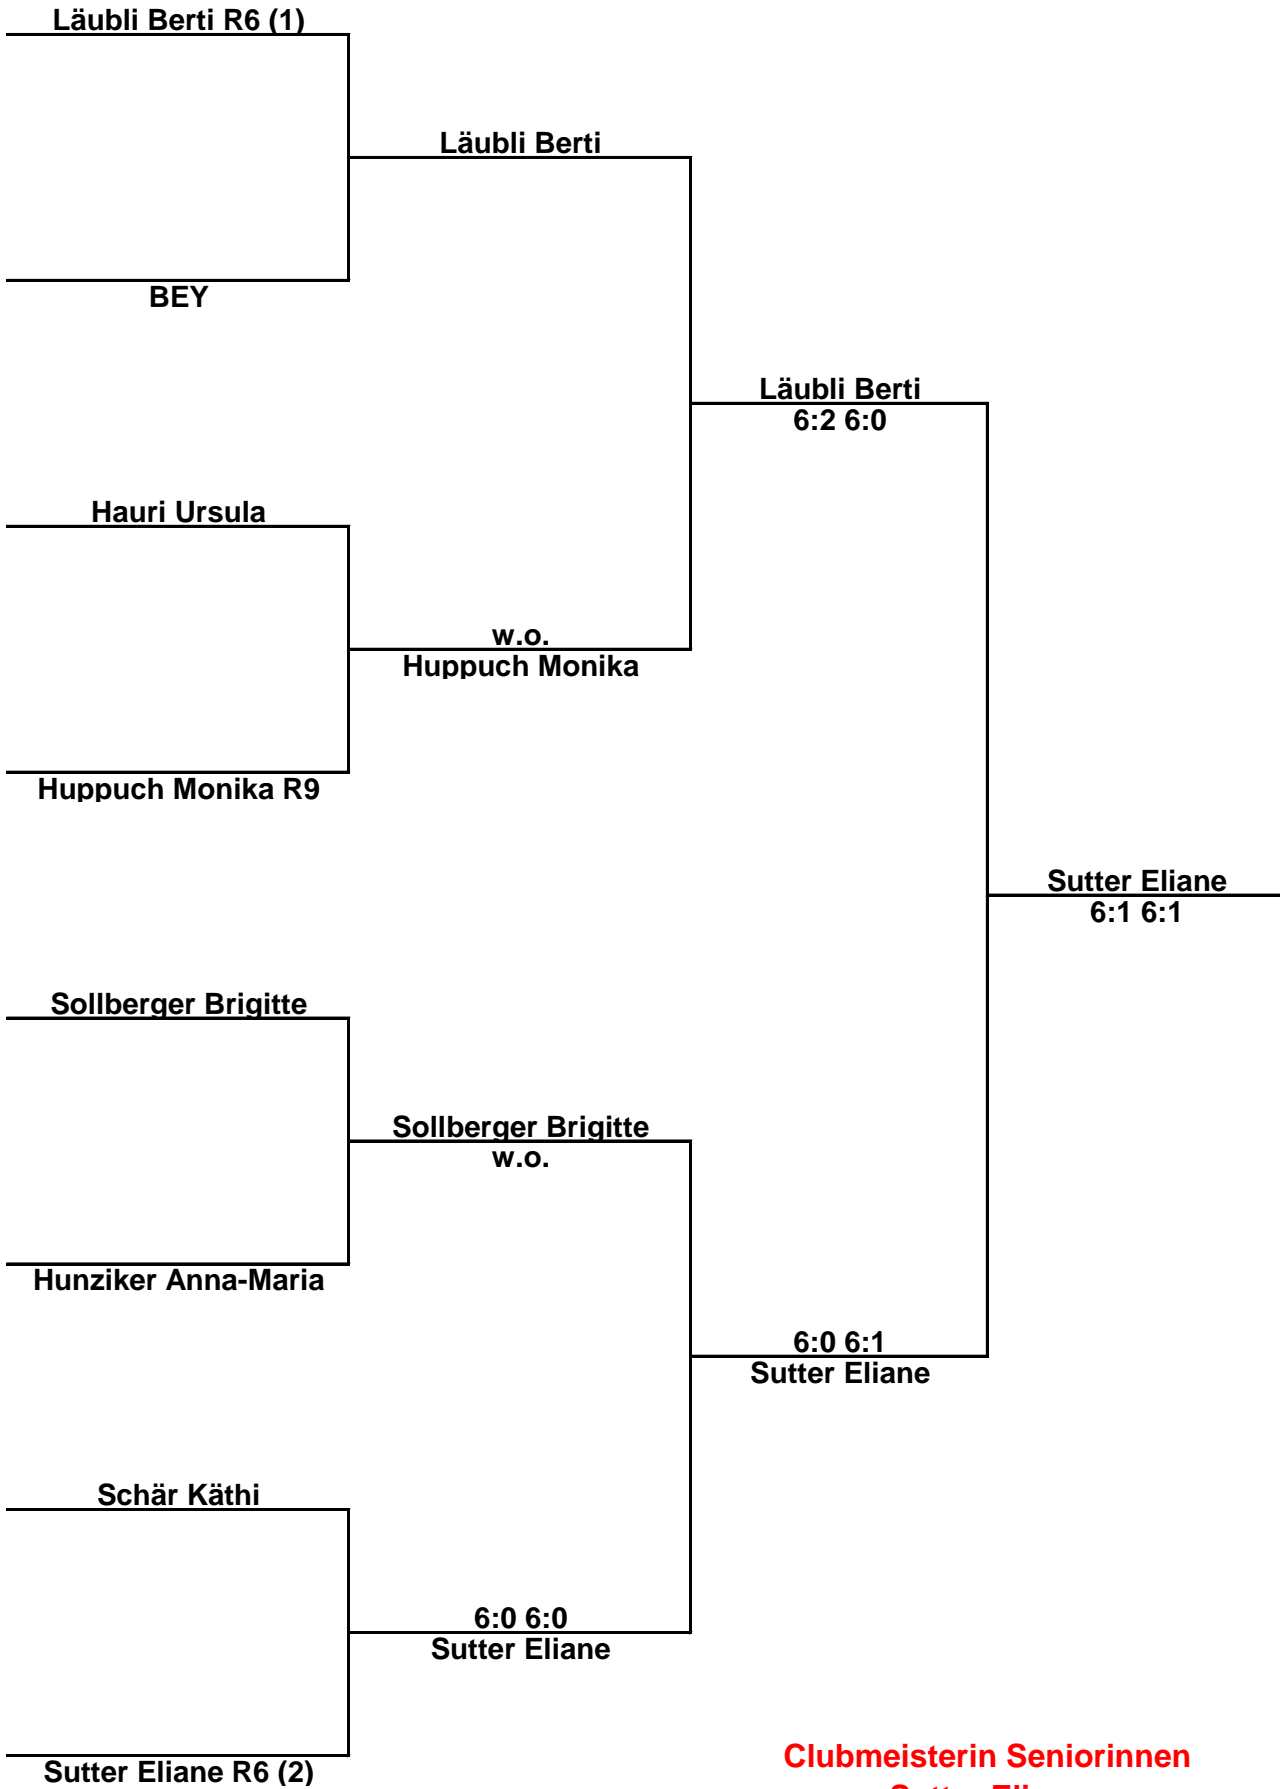 Läubli Berti R6 (1)
Läubli Berti
BEY
Läubli Berti
6:2 6:0
Hauri Ursula
w.o.
Huppuch Monika
Huppuch Monika R9
Sutter Eliane
6:1 6:1
Sollberger Brigitte
Sollberger Brigitte
w.o.
Hunziker Anna-Maria
6:0 6:1
Sutter Eliane
Schär Käthi
6:0 6:0
Sutter Eliane
Sutter Eliane R6 (2)
Clubmeisterin Seniorinnen
Sutter Eliane